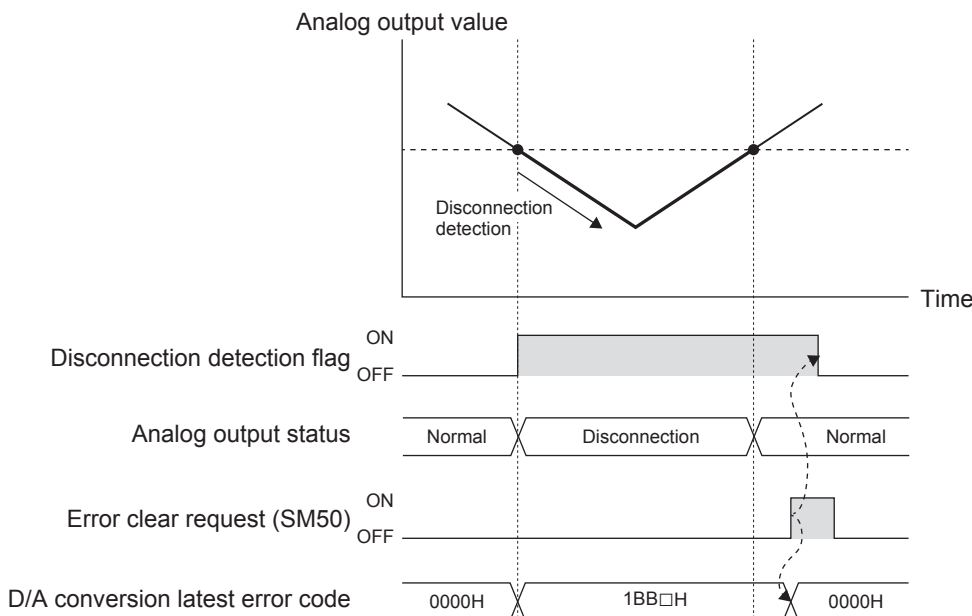 Analog output value
Disconnection
detection
Time
Disconnection detection flag
ON
OFF
Analog output status
Normal
Disconnection
Normal
Error clear request (SM50)
ON
OFF
D/A conversion latest error code
0000H
1BB□H
0000H